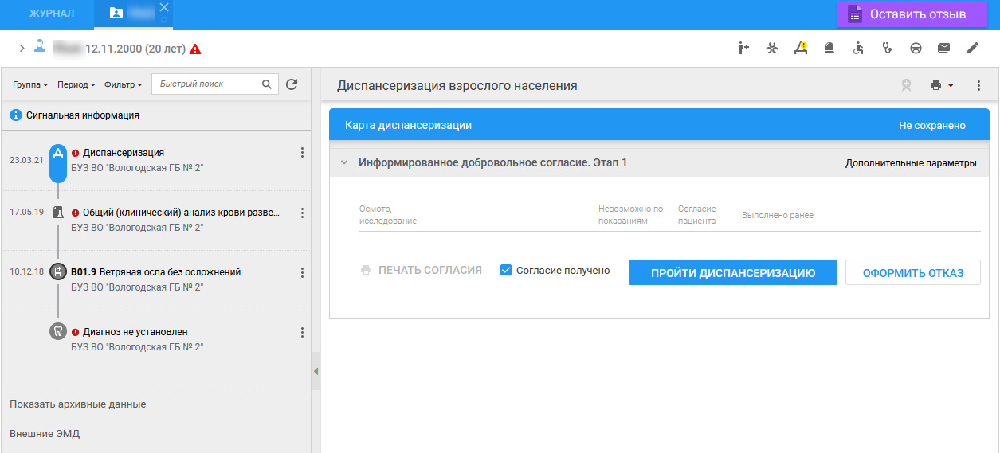 ЖУРНАЛ
Оставить отзыв
12.11.2000 (20 лет)
Группа Период Фильтр Быстрый поиск
Сигнальная информация
23.03.21 Диспансеризация
БУЗ ВО "Вологодская ГБ № 2"
17.05.19 Общий (клинический) анализ крови разве...
БУЗ ВО "Вологодская ГБ № 2"
10.12.18 B01.9 Ветряная оспа без осложнений
БУЗ ВО "Вологодская ГБ № 2"
Диагноз не установлен
БУЗ ВО "Вологодская ГБ № 2"
Показать архивные данные
Внешние ЭМД
Диспансеризация взрослого населения
Карта диспансеризации Не сохранено
Информированное добровольное согласие. Этап 1 Дополнительные параметры
Осмотр,
исследование
Невозможно по
показаниям
Согласие
пациента
Выполнено ранее
ПЕЧАТЬ СОГЛАСИЯ Согласие получено ПРОЙТИ ДИСПАНСЕРИЗАЦИЮ ОФОРМИТЬ ОТКАЗ